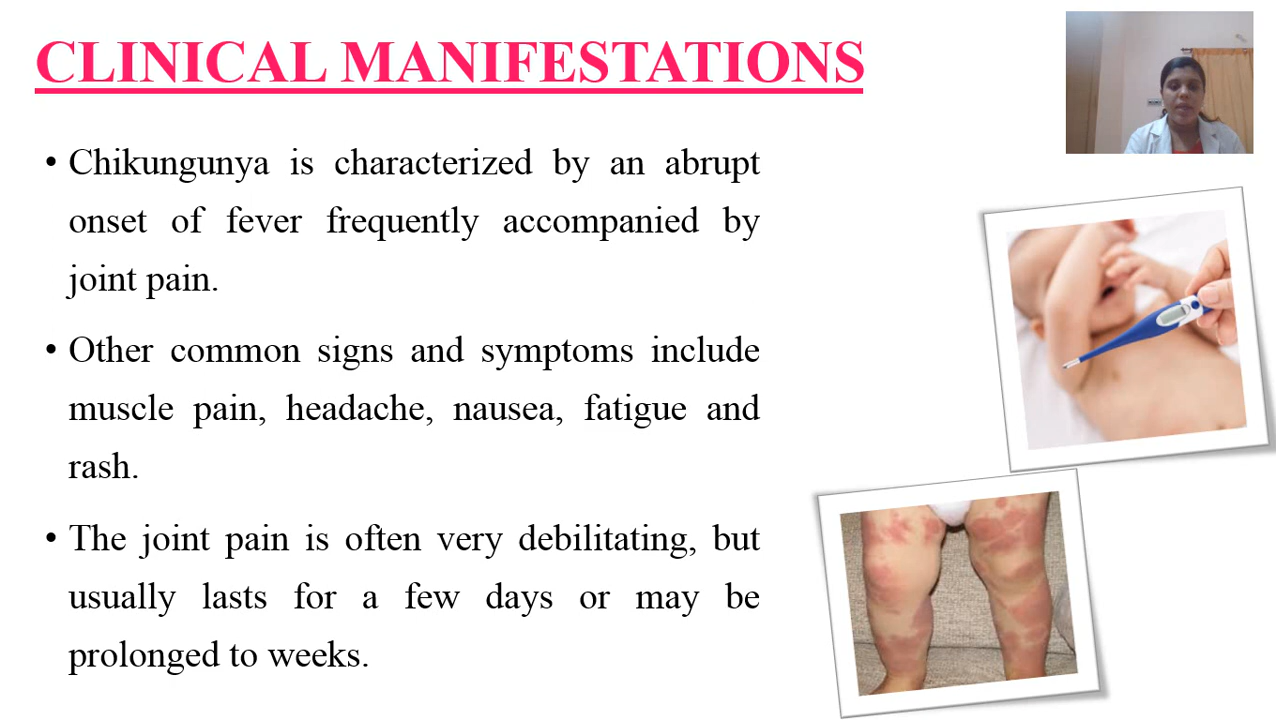 CLINICAL MANIFESTATIONS
• Chikungunya is characterized by an abrupt
onset of fever frequently accompanied by
joint pain.
• Other common signs and symptoms include
muscle pain, headache, nausea, fatigue and
rash.
• The joint pain is often very debilitating, but
usually lasts for a few days or may be
prolonged to weeks.